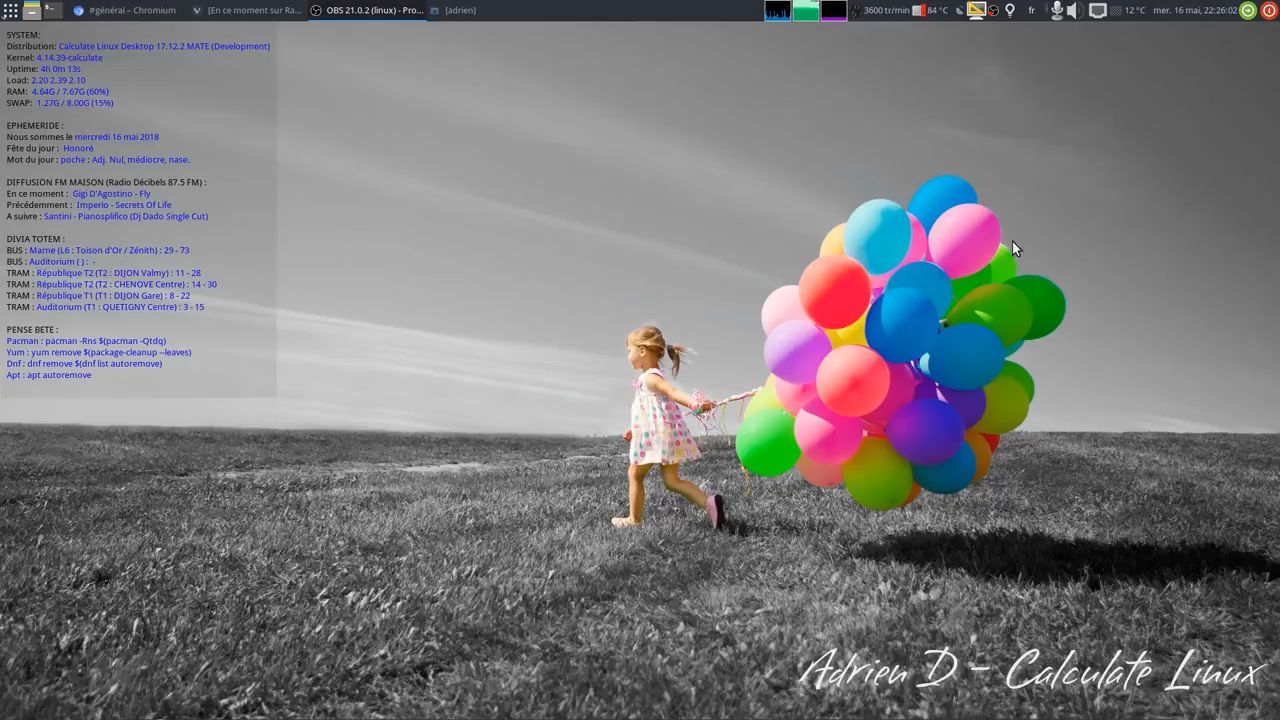 #général – Chromium
[En ce moment sur Ra...
OBS 21.0.2 (linux) - Pro...
[adrien]
3600 tr/min
84 °C
fr
12 °C
mer. 16 mai, 22:26:02
SYSTEM:
Distribution: Calculate Linux Desktop 17.12.2 MATE (Development)
Kernel: 4.14.39-calculate
Uptime: 4h 0m 13s
Load: 2.20 2.39 2.10
RAM: 4.64G / 7.67G (60%)
SWAP: 1.27G / 8.00G (15%)
EPHEMERIDE :
Nous sommes le mercredi 16 mai 2018
Fête du jour : Honoré
Mot du jour : poche : Adj. Nul, médiocre, nase.
DIFFUSION FM MAISON (Radio Décibels 87.5 FM) :
En ce moment : Gigi D'Agostino - Fly
Précédemment : Imperio - Secrets Of Life
A suivre : Santini - Pianosplifico (Dj Dado Single Cut)
DIVIA TOTEM :
BUS : Marne (L6 : Toison d'Or / Zénith) : 29 - 73
BUS : Auditorium ( ) : -
TRAM : République T2 (T2 : DIJON Valmy) : 11 - 28
TRAM : République T2 (T2 : CHENOVE Centre) : 14 - 30
TRAM : République T1 (T1 : DIJON Gare) : 8 - 22
TRAM : Auditorium (T1 : QUETIGNY Centre) : 3 - 15
PENSE BETE :
Pacman : pacman -Rns $(pacman -Qtdq)
Yum : yum remove $(package-cleanup --leaves)
Dnf : dnf remove $(dnf list autoremove)
Apt : apt autoremove
Adrien D - Calculate Linux